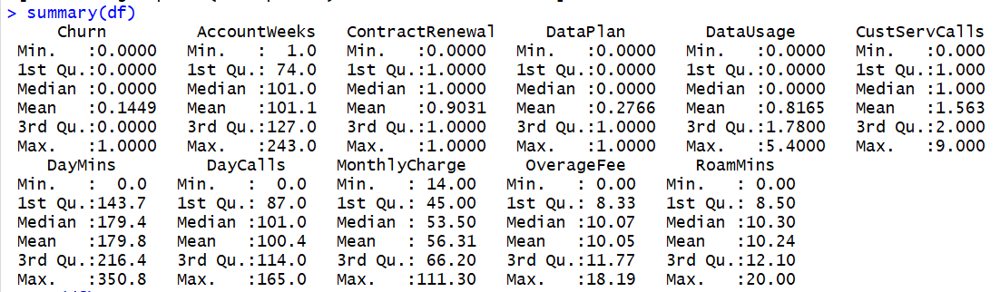 > summary(df)
Churn AccountWeeks ContractRenewal DataPlan DataUsage CustServCalls
Min. :0.0000 Min. : 1.0 Min. :0.0000 Min. :0.0000 Min. :0.0000 Min. :0.000
1st Qu.:0.0000 1st Qu.: 74.0 1st Qu.:1.0000 1st Qu.:0.0000 1st Qu.:0.0000 1st Qu.:1.000
Median :0.0000 Median :101.0 Median :1.0000 Median :0.0000 Median :0.0000 Median :1.000
Mean :0.1449 Mean :101.1 Mean :0.9031 Mean :0.2766 Mean :0.8165 Mean :1.563
3rd Qu.:0.0000 3rd Qu.:127.0 3rd Qu.:1.0000 3rd Qu.:1.0000 3rd Qu.:1.7800 3rd Qu.:2.000
Max. :1.0000 Max. :243.0 Max. :1.0000 Max. :1.0000 Max. :5.4000 Max. :9.000
DayMins DayCalls MonthlyCharge OverageFee RoamMins
Min. : 0.0 Min. : 0.0 Min. : 14.00 Min. : 0.00 Min. : 0.00
1st Qu.:143.7 1st Qu.: 87.0 1st Qu.: 45.00 1st Qu.: 8.33 1st Qu.: 8.50
Median :179.4 Median :101.0 Median : 53.50 Median :10.07 Median :10.30
Mean :179.8 Mean :100.4 Mean : 56.31 Mean :10.05 Mean :10.24
3rd Qu.:216.4 3rd Qu.:114.0 3rd Qu.: 66.20 3rd Qu.:11.77 3rd Qu.:12.10
Max. :350.8 Max. :165.0 Max. :111.30 Max. :18.19 Max. :20.00